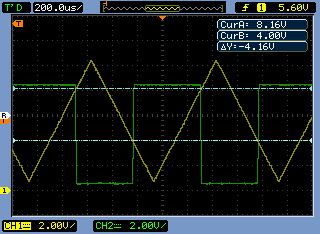 T'D 200.0us/ T f 1 5.60V
T
CurA: 8.16V
CurB: 4.00V
ΔY:-4.16V
R
T
1
CH1 2.00V/ CH2 2.00V/